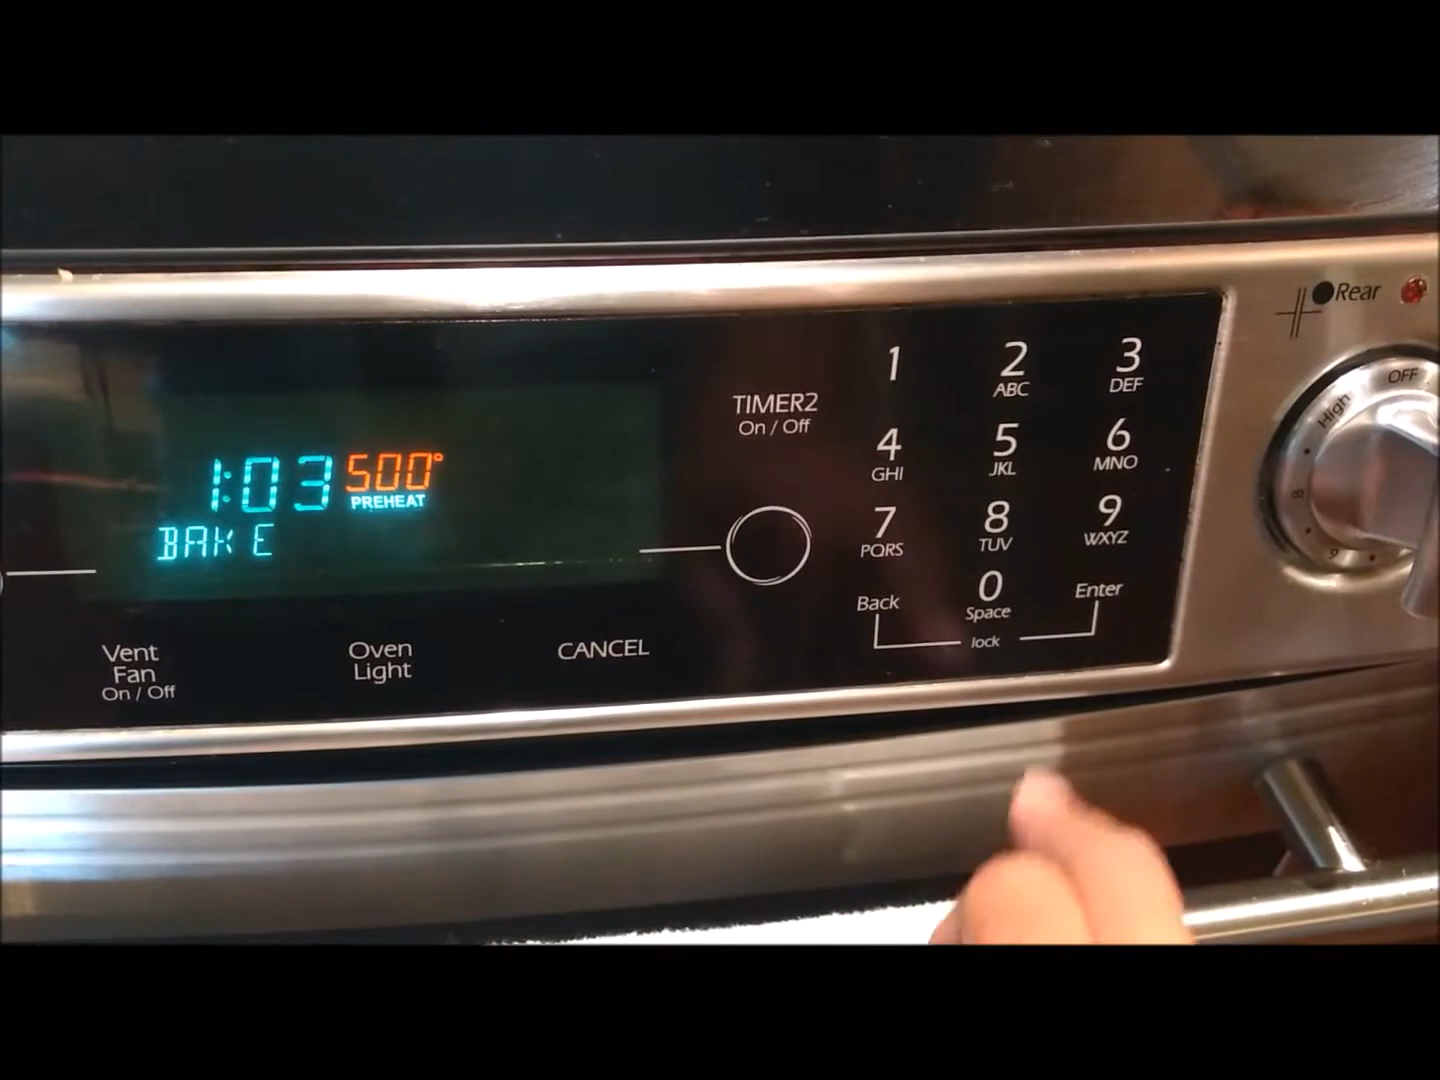 1:03 500°
PREHEAT
BAKE
Vent
Fan
On / Off
Oven
Light
CANCEL
TIMER2
On / Off
1
2
ABC
3
DEF
4
GHI
5
JKL
6
MNO
7
PQRS
8
TUV
9
WXYZ
Back
0
Space
Enter
lock
Rear
OFF
High
8